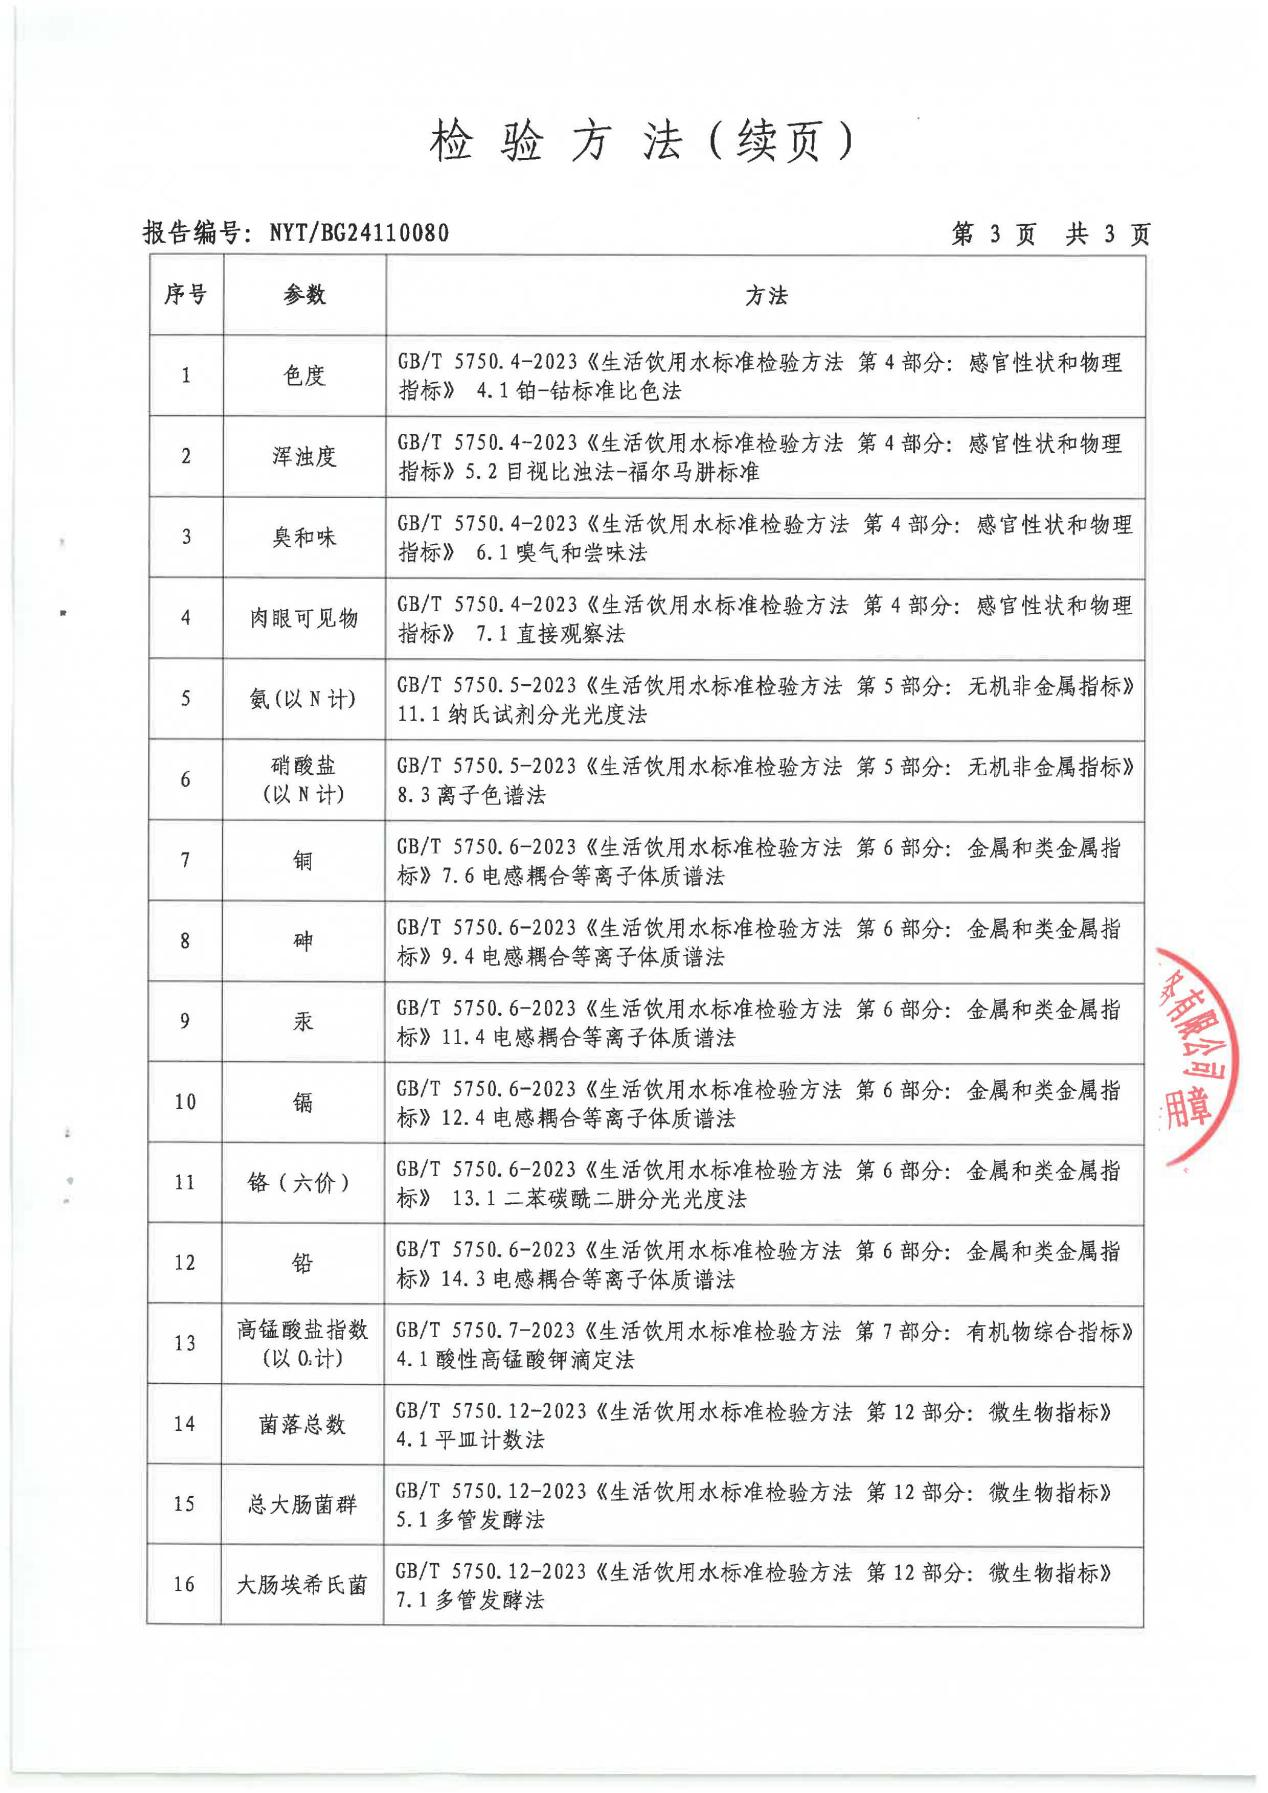 检 验 方 法（续页）
报告编号：NYT/BG24110080
第 3 页 共 3 页
序号 参数 方法
1 色度 GB/T 5750.4-2023《生活饮用水标准检验方法 第 4 部分：感官性状和物理
指标》 4.1 铂-钴标准比色法
2 浑浊度 GB/T 5750.4-2023《生活饮用水标准检验方法 第 4 部分：感官性状和物理
指标》5.2 目视比浊法-福尔马肼标准
3 臭和味 GB/T 5750.4-2023《生活饮用水标准检验方法 第 4 部分：感官性状和物理
指标》 6.1 嗅气和尝味法
4 肉眼可见物 GB/T 5750.4-2023《生活饮用水标准检验方法 第 4 部分：感官性状和物理
指标》 7.1 直接观察法
5 氨(以 N 计) GB/T 5750.5-2023《生活饮用水标准检验方法 第 5 部分：无机非金属指标》
11.1 纳氏试剂分光光度法
6 硝酸盐
(以 N 计)
GB/T 5750.5-2023《生活饮用水标准检验方法 第 5 部分：无机非金属指标》
8.3 离子色谱法
7 铜 GB/T 5750.6-2023《生活饮用水标准检验方法 第 6 部分：金属和类金属指
标》7.6 电感耦合等离子体质谱法
8 砷 GB/T 5750.6-2023《生活饮用水标准检验方法 第 6 部分：金属和类金属指
标》9.4 电感耦合等离子体质谱法
9 汞 GB/T 5750.6-2023《生活饮用水标准检验方法 第 6 部分：金属和类金属指
标》11.4 电感耦合等离子体质谱法
10 镉 GB/T 5750.6-2023《生活饮用水标准检验方法 第 6 部分：金属和类金属指
标》12.4 电感耦合等离子体质谱法
11 铬（六价） GB/T 5750.6-2023《生活饮用水标准检验方法 第 6 部分：金属和类金属指
标》 13.1 二苯碳酰二肼分光光度法
12 铅 GB/T 5750.6-2023《生活饮用水标准检验方法 第 6 部分：金属和类金属指
标》14.3 电感耦合等离子体质谱法
13 高锰酸盐指数
(以 O₂计)
GB/T 5750.7-2023《生活饮用水标准检验方法 第 7 部分：有机物综合指标》
4.1 酸性高锰酸钾滴定法
14 菌落总数 GB/T 5750.12-2023《生活饮用水标准检验方法 第 12 部分：微生物指标》
4.1 平皿计数法
15 总大肠菌群 GB/T 5750.12-2023《生活饮用水标准检验方法 第 12 部分：微生物指标》
5.1 多管发酵法
16 大肠埃希氏菌 GB/T 5750.12-2023《生活饮用水标准检验方法 第 12 部分：微生物指标》
7.1 多管发酵法
务有限公司
用章